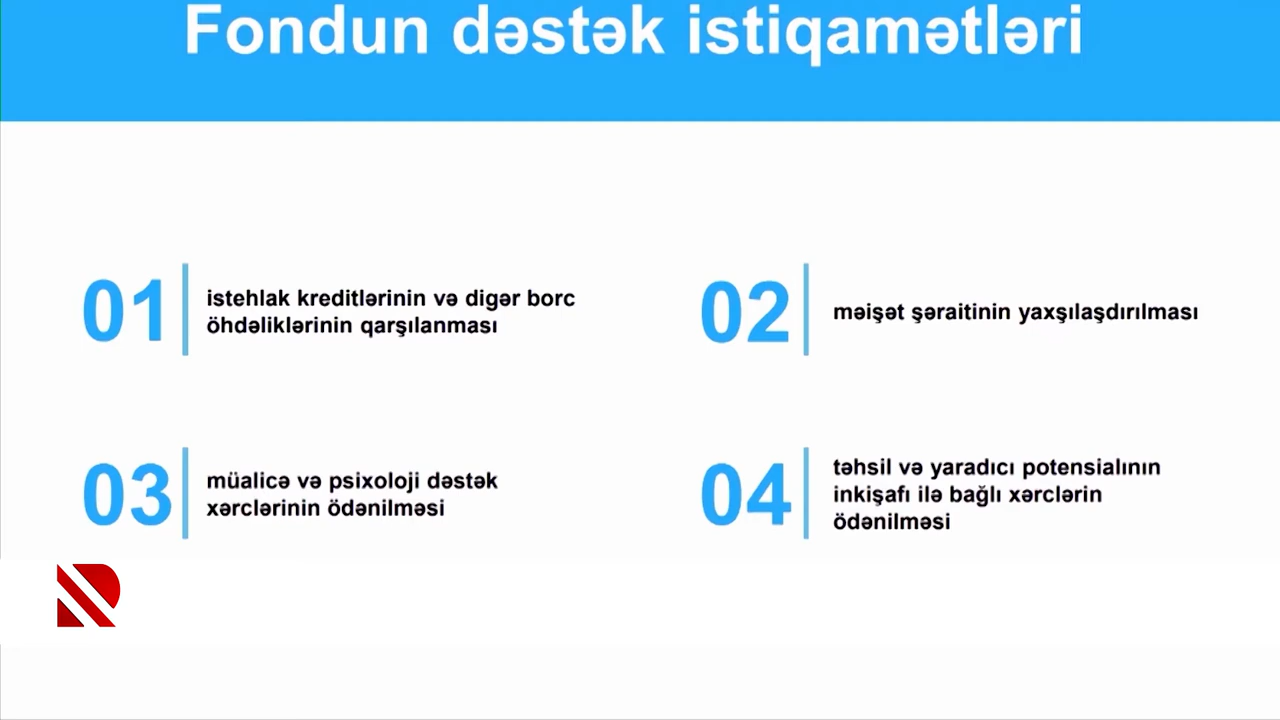 Fondun dəstək istiqamətləri
01
istehlak kreditlərinin və digər borc
öhdəliklərinin qarşılanması
02
məişət şəraitinin yaxşılaşdırılması
03
müalicə və psixoloji dəstək
xərclərinin ödənilməsi
04
təhsil və yaradıcı potensialının
inkişafı ilə bağlı xərclərin
ödənilməsi